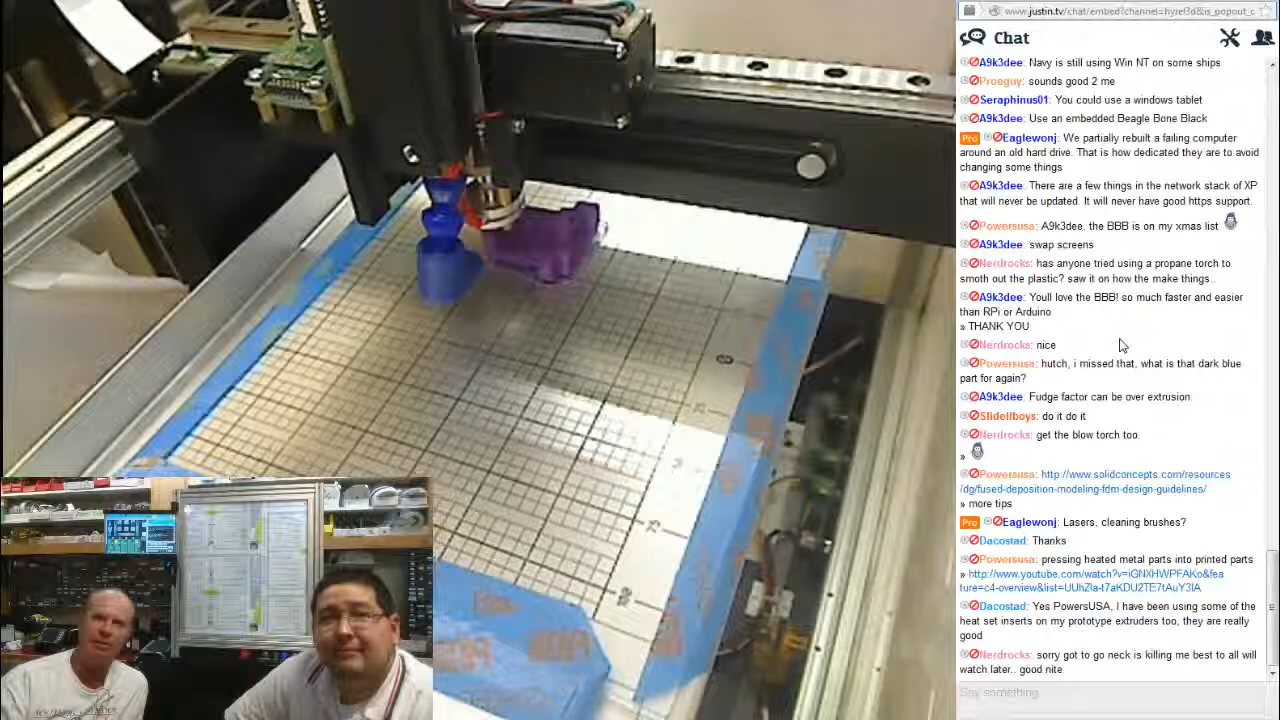 www.justin.tv/chat/embed?channel=hyrel3d&is_popout_c
Chat
A9k3dee: Navy is still using Win NT on some ships
Proeguy: sounds good 2 me
Seraphinus01: You could use a windows tablet
A9k3dee: Use an embedded Beagle Bone Black
Pro Eaglewonj: We partially rebuilt a failing computer
around an old hard drive. That is how dedicated they are to avoid
changing some things
A9k3dee: There are a few things in the network stack of XP
that will never be updated. It will never have good https support.
Powersusa: A9k3dee, the BBB is on my xmas list
A9k3dee: swap screens
Nerdrocks: has anyone tried using a propane torch to
smoth out the plastic? saw it on how the make things..
A9k3dee: Youll love the BBB! so much faster and easier
than RPi or Arduino
» THANK YOU
Nerdrocks: nice
Powersusa: hutch, i missed that, what is that dark blue
part for again?
A9k3dee: Fudge factor can be over extrusion.
Slidellboys: do it do it
Nerdrocks: get the blow torch too.
»
Powersusa: http://www.solidconcepts.com/resources
/dg/fused-deposition-modeling-fdm-design-guidelines/
» more tips
Pro Eaglewonj: Lasers, cleaning brushes?
Dacostad: Thanks
Powersusa: pressing heated metal parts into printed parts
» http://www.youtube.com/watch?v=iGNXHWPFAKo&fea
ture=c4-overview&list=UUhZla-t7aKDU2TE7tAuY3IA
Dacostad: Yes PowersUSA, I have been using some of the
heat set inserts on my prototype extruders too, they are really
good
Nerdrocks: sorry got to go neck is killing me best to all will
watch later.. good nite
Say something.